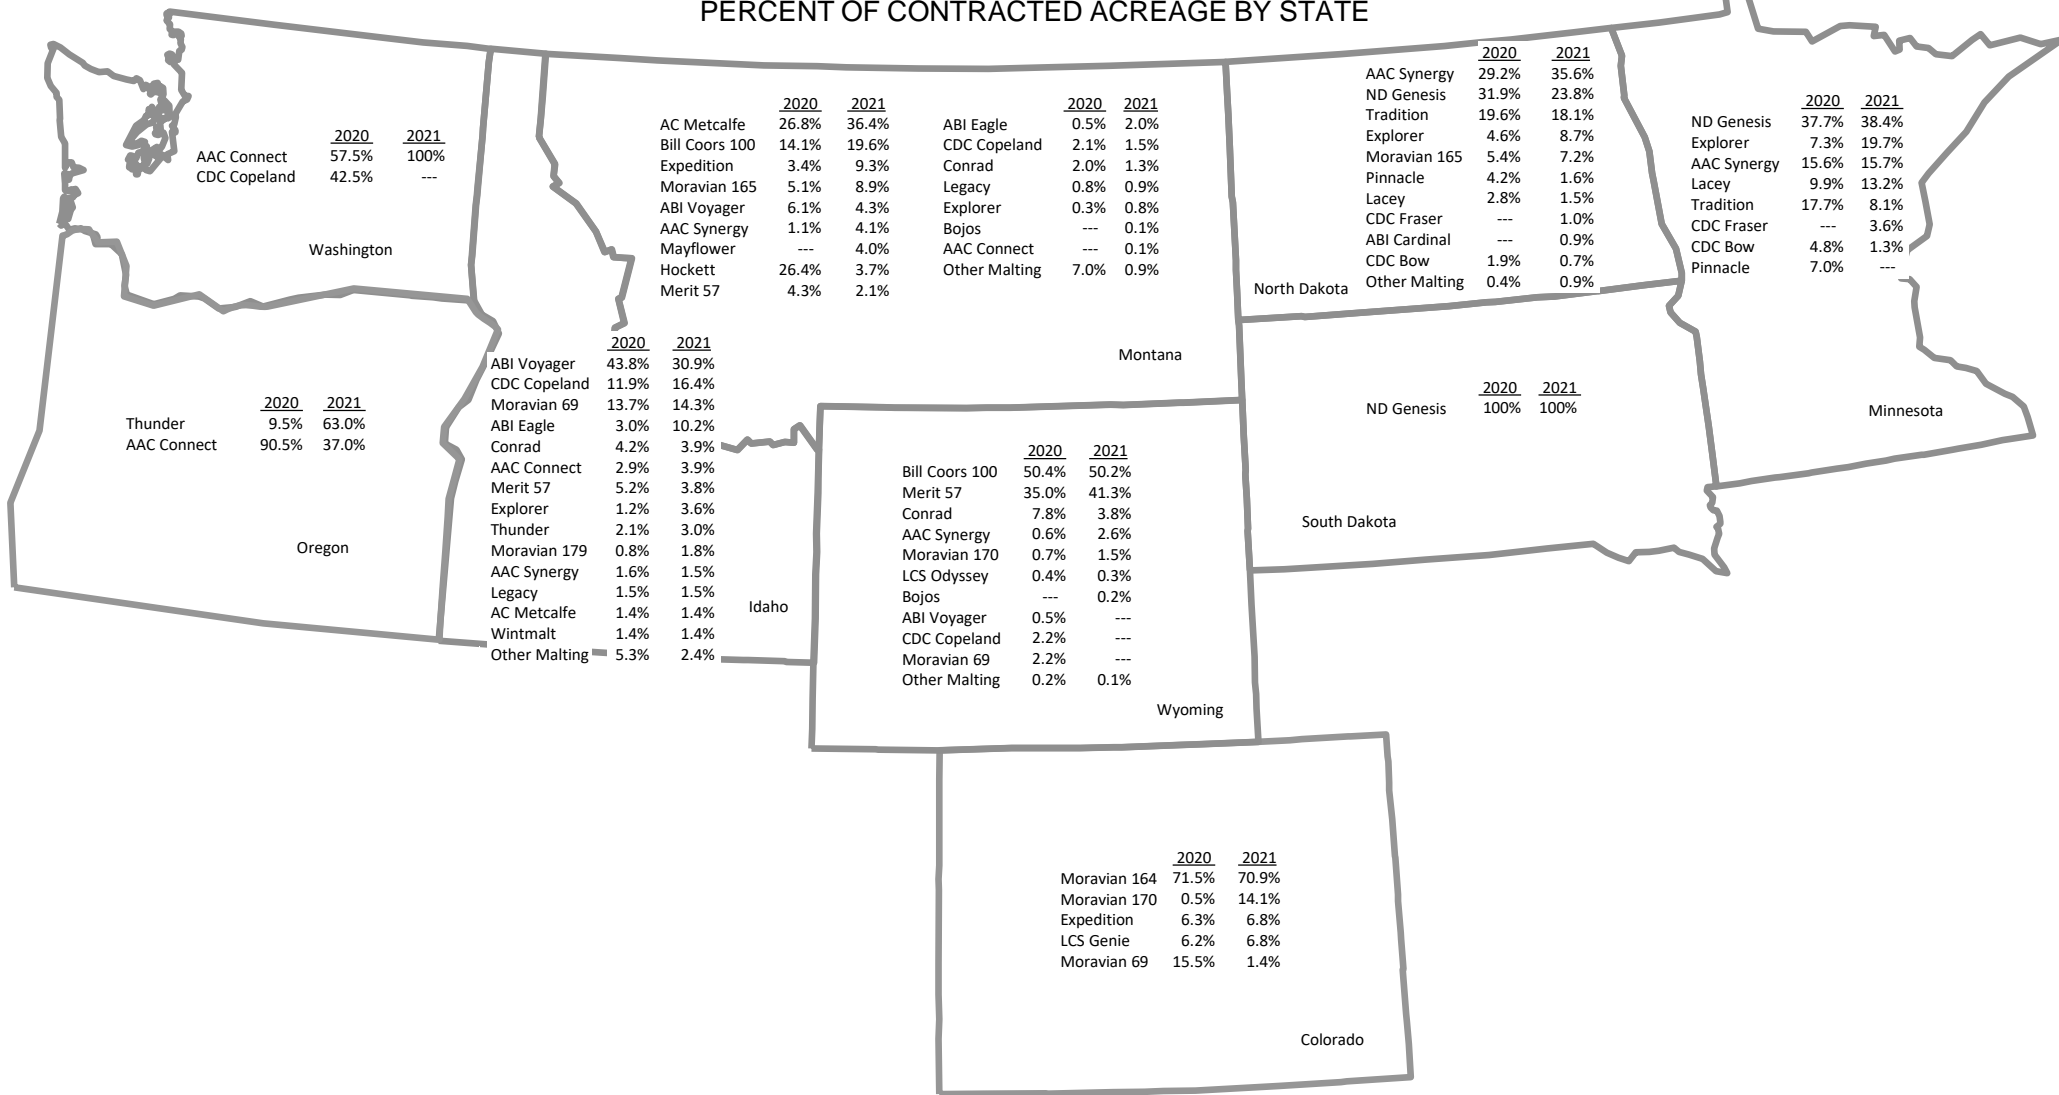 PERCENT OF CONTRACTED ACREAGE BY STATE
2020 2021
AAC Connect 57.5% 100%
CDC Copeland 42.5% ---
Washington
2020 2021
AC Metcalfe 26.8% 36.4%
Bill Coors 100 14.1% 19.6%
Expedition 3.4% 9.3%
Moravian 165 5.1% 8.9%
ABI Voyager 6.1% 4.3%
AAC Synergy 1.1% 4.1%
Mayflower --- 4.0%
Hockett 26.4% 3.7%
Merit 57 4.3% 2.1%
2020 2021
ABI Eagle 0.5% 2.0%
CDC Copeland 2.1% 1.5%
Conrad 2.0% 1.3%
Legacy 0.8% 0.9%
Explorer 0.3% 0.8%
Bojos --- 0.1%
AAC Connect --- 0.1%
Other Malting 7.0% 0.9%
Montana
2020 2021
AAC Synergy 29.2% 35.6%
ND Genesis 31.9% 23.8%
Tradition 19.6% 18.1%
Explorer 4.6% 8.7%
Moravian 165 5.4% 7.2%
Pinnacle 4.2% 1.6%
Lacey 2.8% 1.5%
CDC Fraser --- 1.0%
ABI Cardinal --- 0.9%
CDC Bow 1.9% 0.7%
Other Malting 0.4% 0.9%
North Dakota
2020 2021
ND Genesis 37.7% 38.4%
Explorer 7.3% 19.7%
AAC Synergy 15.6% 15.7%
Lacey 9.9% 13.2%
Tradition 17.7% 8.1%
CDC Fraser --- 3.6%
CDC Bow 4.8% 1.3%
Pinnacle 7.0% ---
Minnesota
2020 2021
Thunder 9.5% 63.0%
AAC Connect 90.5% 37.0%
Oregon
2020 2021
ABI Voyager 43.8% 30.9%
CDC Copeland 11.9% 16.4%
Moravian 69 13.7% 14.3%
ABI Eagle 3.0% 10.2%
Conrad 4.2% 3.9%
AAC Connect 2.9% 3.9%
Merit 57 5.2% 3.8%
Explorer 1.2% 3.6%
Thunder 2.1% 3.0%
Moravian 179 0.8% 1.8%
AAC Synergy 1.6% 1.5%
Legacy 1.5% 1.5%
AC Metcalfe 1.4% 1.4%
Wintmalt 1.4% 1.4%
Other Malting 5.3% 2.4%
Idaho
2020 2021
Bill Coors 100 50.4% 50.2%
Merit 57 35.0% 41.3%
Conrad 7.8% 3.8%
AAC Synergy 0.6% 2.6%
Moravian 170 0.7% 1.5%
LCS Odyssey 0.4% 0.3%
Bojos --- 0.2%
ABI Voyager 0.5% ---
CDC Copeland 2.2% ---
Moravian 69 2.2% ---
Other Malting 0.2% 0.1%
Wyoming
2020 2021
ND Genesis 100% 100%
South Dakota
2020 2021
Moravian 164 71.5% 70.9%
Moravian 170 0.5% 14.1%
Expedition 6.3% 6.8%
LCS Genie 6.2% 6.8%
Moravian 69 15.5% 1.4%
Colorado